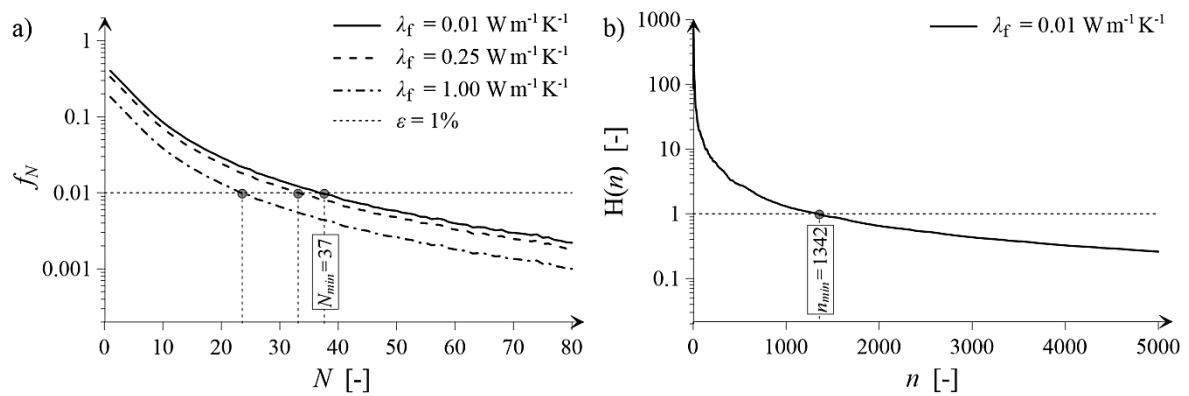 a)
λf = 0.01 W m-1 K-1
λf = 0.25 W m-1 K-1
λf = 1.00 W m-1 K-1
ε = 1%
1
0.1
0.01
0.001
fN
Nmin=37
0 10 20 30 40 50 60 70 80
N [-]
b)
λf = 0.01 W m-1 K-1
1000
100
10
1
0.1
H(n) [-]
nmin=1342
0 1000 2000 3000 4000 5000
n [-]